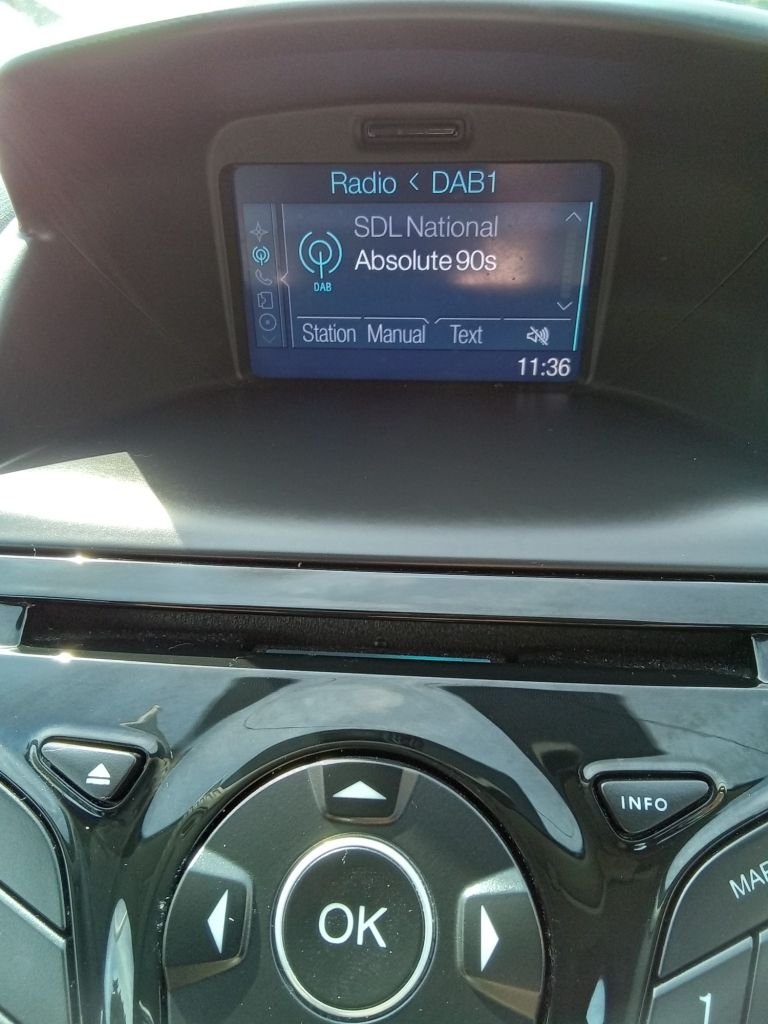 Radio < DAB1
SDL National
Absolute 90s
DAB
Station Manual Text
11:36
INFO
OK
1